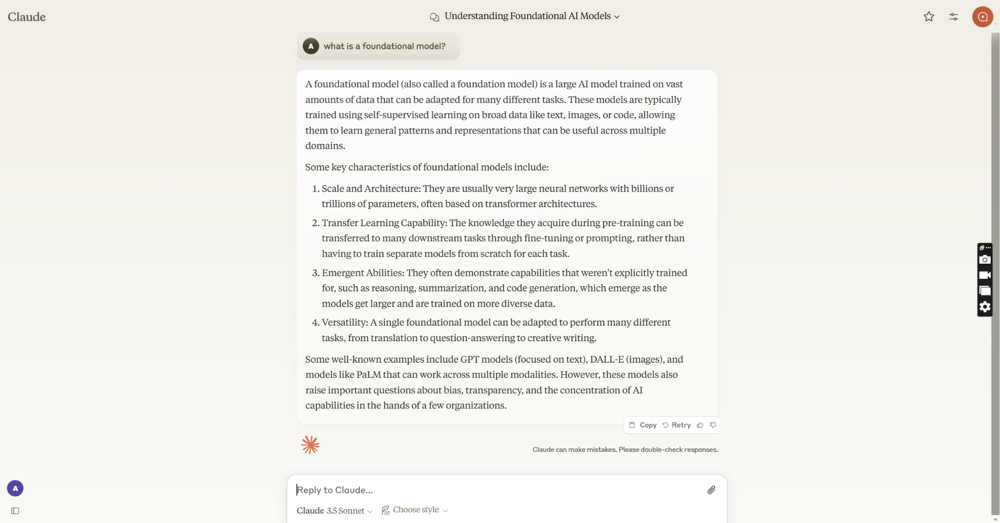 Claude
Understanding Foundational AI Models
A
what is a foundational model?
A foundational model (also called a foundation model) is a large AI model trained on vast
amounts of data that can be adapted for many different tasks. These models are typically
trained using self-supervised learning on broad data like text, images, or code, allowing
them to learn general patterns and representations that can be useful across multiple
domains.
Some key characteristics of foundational models include:
1. Scale and Architecture: They are usually very large neural networks with billions or
trillions of parameters, often based on transformer architectures.
2. Transfer Learning Capability: The knowledge they acquire during pre-training can be
transferred to many downstream tasks through fine-tuning or prompting, rather than
having to train separate models from scratch for each task.
3. Emergent Abilities: They often demonstrate capabilities that weren't explicitly trained
for, such as reasoning, summarization, and code generation, which emerge as the
models get larger and are trained on more diverse data.
4. Versatility: A single foundational model can be adapted to perform many different
tasks, from translation to question-answering to creative writing.
Some well-known examples include GPT models (focused on text), DALL-E (images), and
models like PaLM that can work across multiple modalities. However, these models also
raise important questions about bias, transparency, and the concentration of AI
capabilities in the hands of a few organizations.
Copy Retry
Claude can make mistakes. Please double-check responses.
A
Reply to Claude...
Claude 3.5 Sonnet Choose style